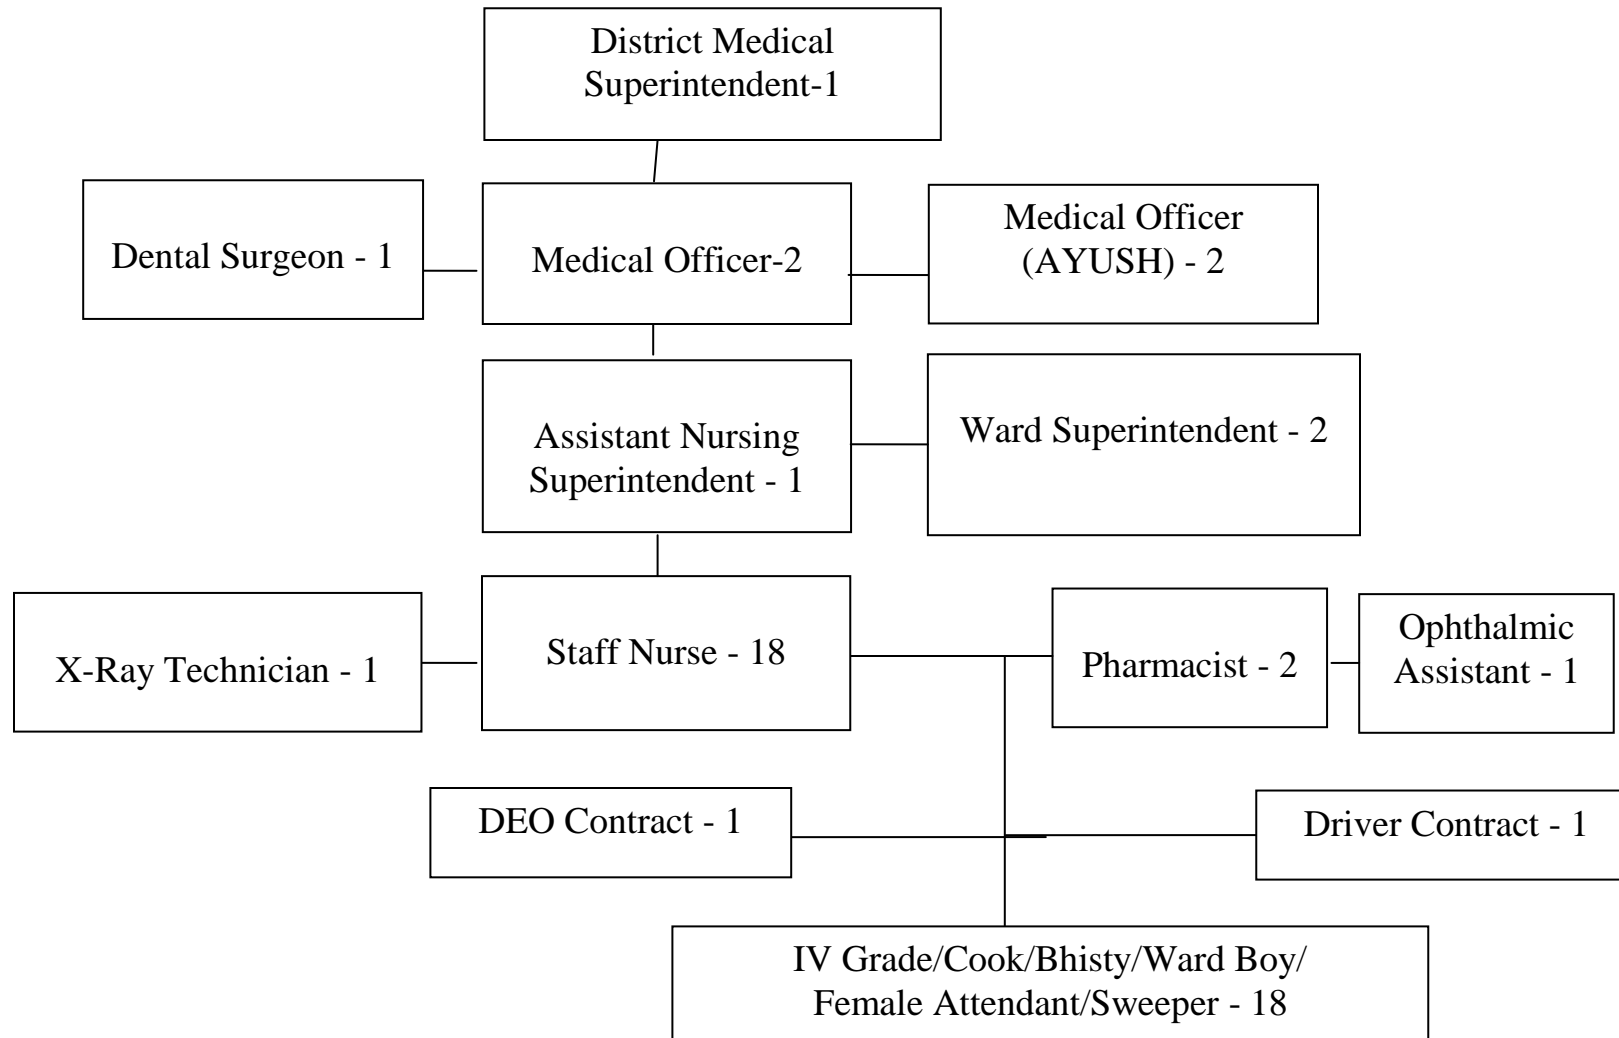 District Medical
Superintendent-1
Dental Surgeon - 1
Medical Officer-2
Medical Officer
(AYUSH) - 2
Assistant Nursing
Superintendent - 1
Ward Superintendent - 2
X-Ray Technician - 1
Staff Nurse - 18
Pharmacist - 2
Ophthalmic
Assistant - 1
DEO Contract - 1
Driver Contract - 1
IV Grade/Cook/Bhisty/Ward Boy/
Female Attendant/Sweeper - 18